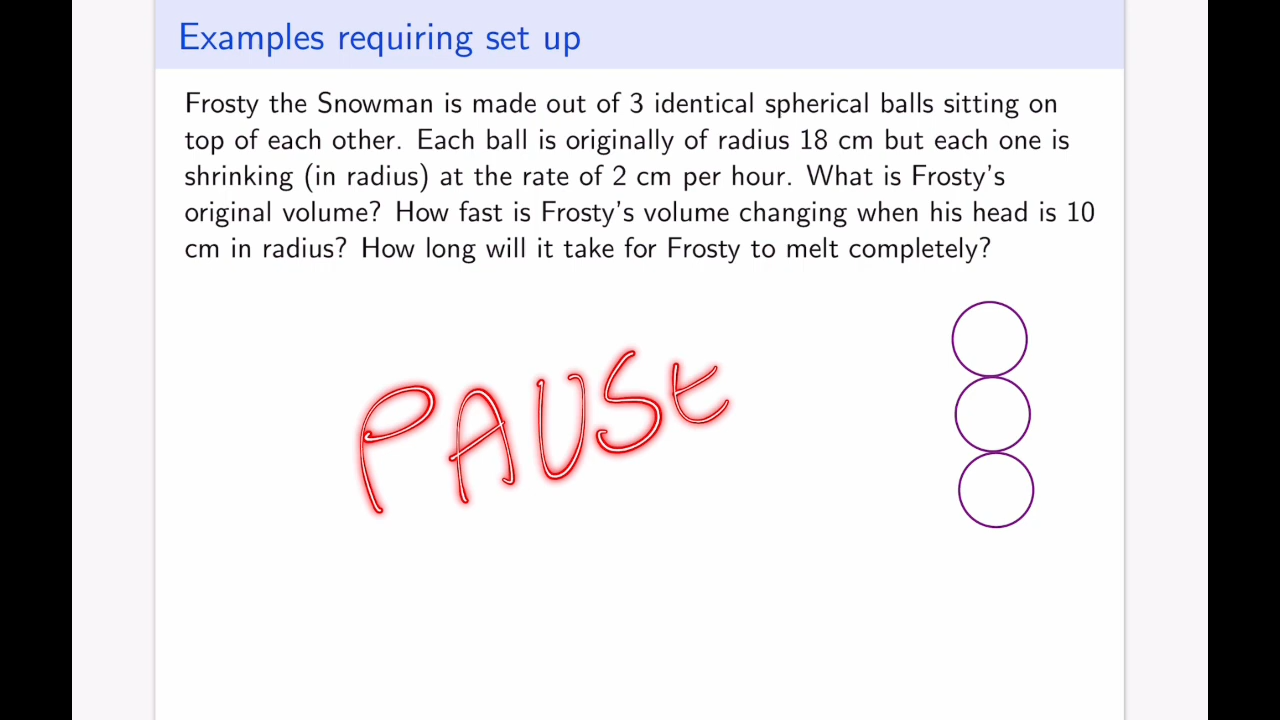 Examples requiring set up
Frosty the Snowman is made out of 3 identical spherical balls sitting on
top of each other. Each ball is originally of radius 18 cm but each one is
shrinking (in radius) at the rate of 2 cm per hour. What is Frosty's
original volume? How fast is Frosty's volume changing when his head is 10
cm in radius? How long will it take for Frosty to melt completely?
PAUSE